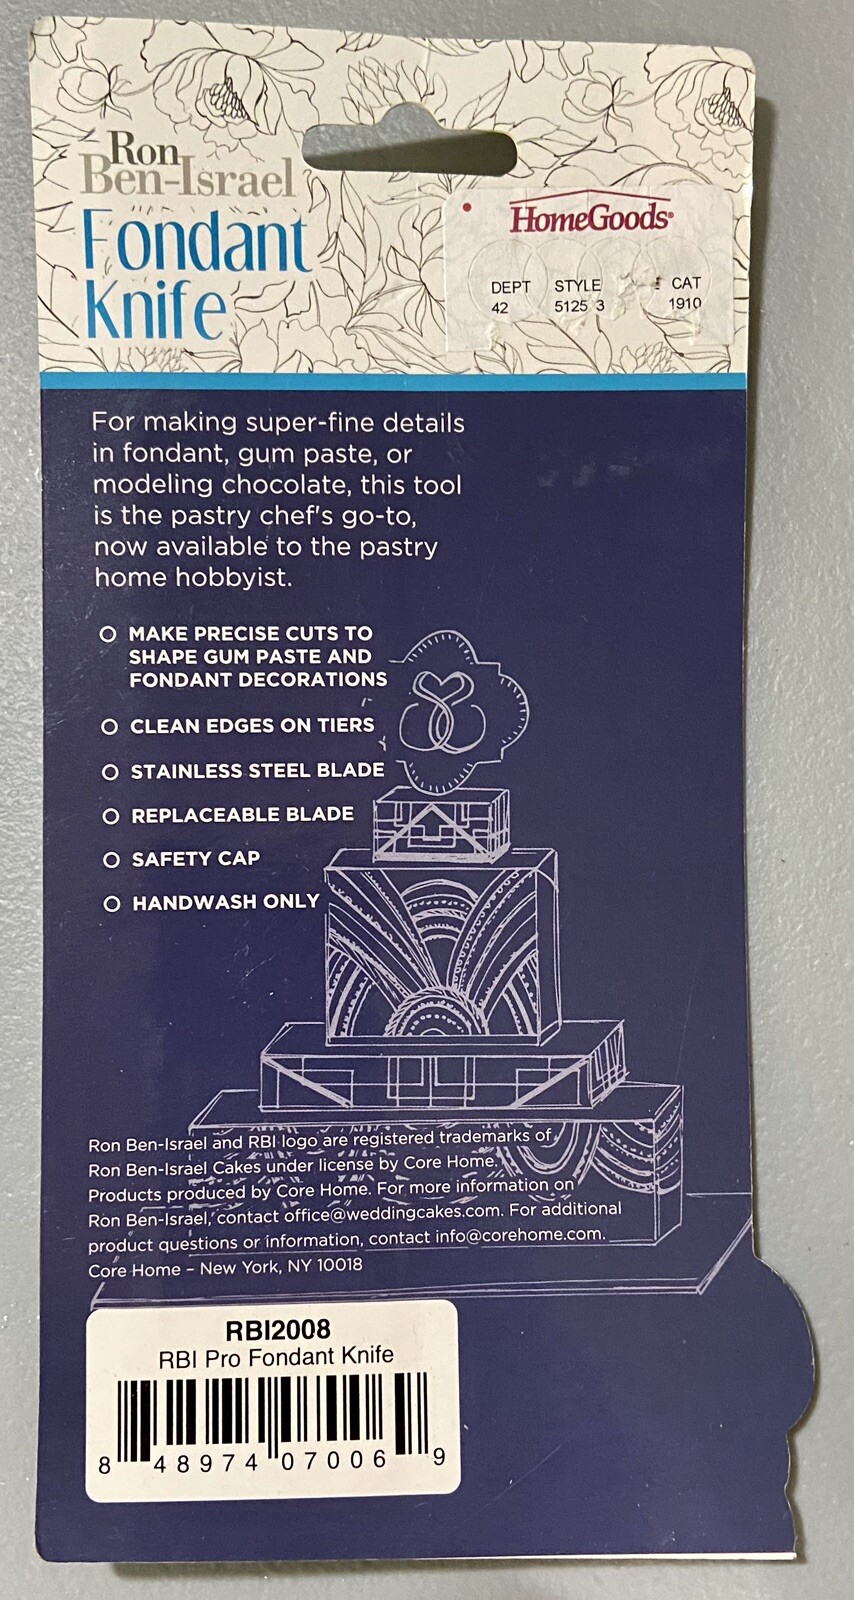 Ron
Ben-Israel
Fondant
Knife
HomeGoods®
DEPT STYLE CAT
42 5125 3 1910
For making super-fine details
in fondant, gum paste, or
modeling chocolate, this tool
is the pastry chef's go-to,
now available to the pastry
home hobbyist.
MAKE PRECISE CUTS TO
SHAPE GUM PASTE AND
FONDANT DECORATIONS
CLEAN EDGES ON TIERS
STAINLESS STEEL BLADE
REPLACEABLE BLADE
SAFETY CAP
HANDWASH ONLY
Ron Ben-Israel and RBI logo are registered trademarks of
Ron Ben-Israel Cakes under license by Core Home.
Products produced by Core Home. For more information on
Ron Ben-Israel, contact office@weddingcakes.com. For additional
product questions or information, contact info@corehome.com.
Core Home – New York, NY 10018
RBI2008
RBI Pro Fondant Knife
8 48974 07006 9